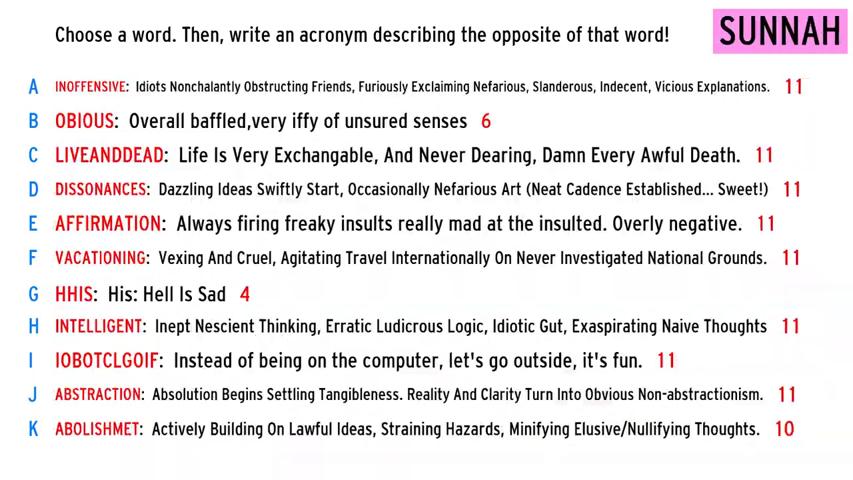 Choose a word. Then, write an acronym describing the opposite of that word! SUNNAH
A INOFFENSIVE: Idiots Nonchalantly Obstructing Friends, Furiously Exclaiming Nefarious, Slanderous, Indecent, Vicious Explanations. 11
B OBIOUS: Overall baffled,very iffy of unsured senses 6
C LIVEANDDEAD: Life Is Very Exchangable, And Never Dearing, Damn Every Awful Death. 11
D DISSONANCES: Dazzling Ideas Swiftly Start, Occasionally Nefarious Art (Neat Cadence Established... Sweet!) 11
E AFFIRMATION: Always firing freaky insults really mad at the insulted. Overly negative. 11
F VACATIONING: Vexing And Cruel, Agitating Travel Internationally On Never Investigated National Grounds. 11
G HHIS: His: Hell Is Sad 4
H INTELLIGENT: Inept Nescient Thinking, Erratic Ludicrous Logic, Idiotic Gut, Exaspirating Naive Thoughts 11
I IOBOTCLGOIF: Instead of being on the computer, let's go outside, it's fun. 11
J ABSTRACTION: Absolution Begins Settling Tangibleness. Reality And Clarity Turn Into Obvious Non-abstractionism. 11
K ABOLISHMET: Actively Building On Lawful Ideas, Straining Hazards, Minifying Elusive/Nullifying Thoughts. 10